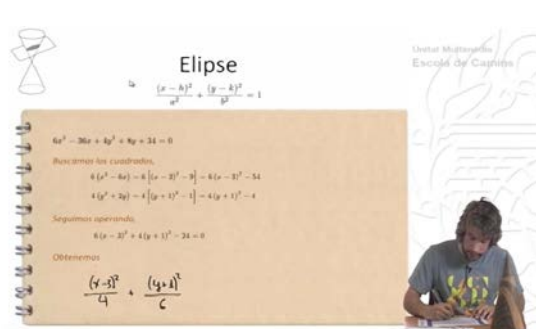 Unitat Multimèdia
Escola de Camins
Elipse
(x − h)² / a² + (y − k)² / b² = 1
6x² − 36x + 4y² + 8y + 34 = 0
Buscamos los cuadrados,
6 (x² − 6x) = 6 [(x − 3)² − 9] = 6 (x − 3)² − 54
4 (y² + 2y) = 4 [(y + 1)² − 1] = 4 (y + 1)² − 4
Seguimos operando,
6 (x − 3)² + 4 (y + 1)² − 24 = 0
Obtenemos
(x-3)² / 4 + (y+1)² / 6